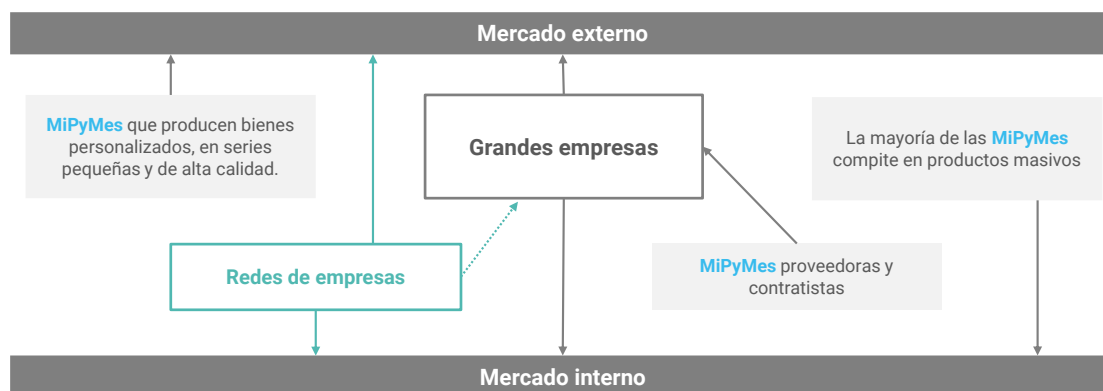 Mercado externo
MiPyMes que producen bienes
personalizados, en series
pequeñas y de alta calidad.
Grandes empresas
La mayoría de las MiPyMes
compite en productos masivos
Redes de empresas
MiPyMes proveedoras y
contratistas
Mercado interno